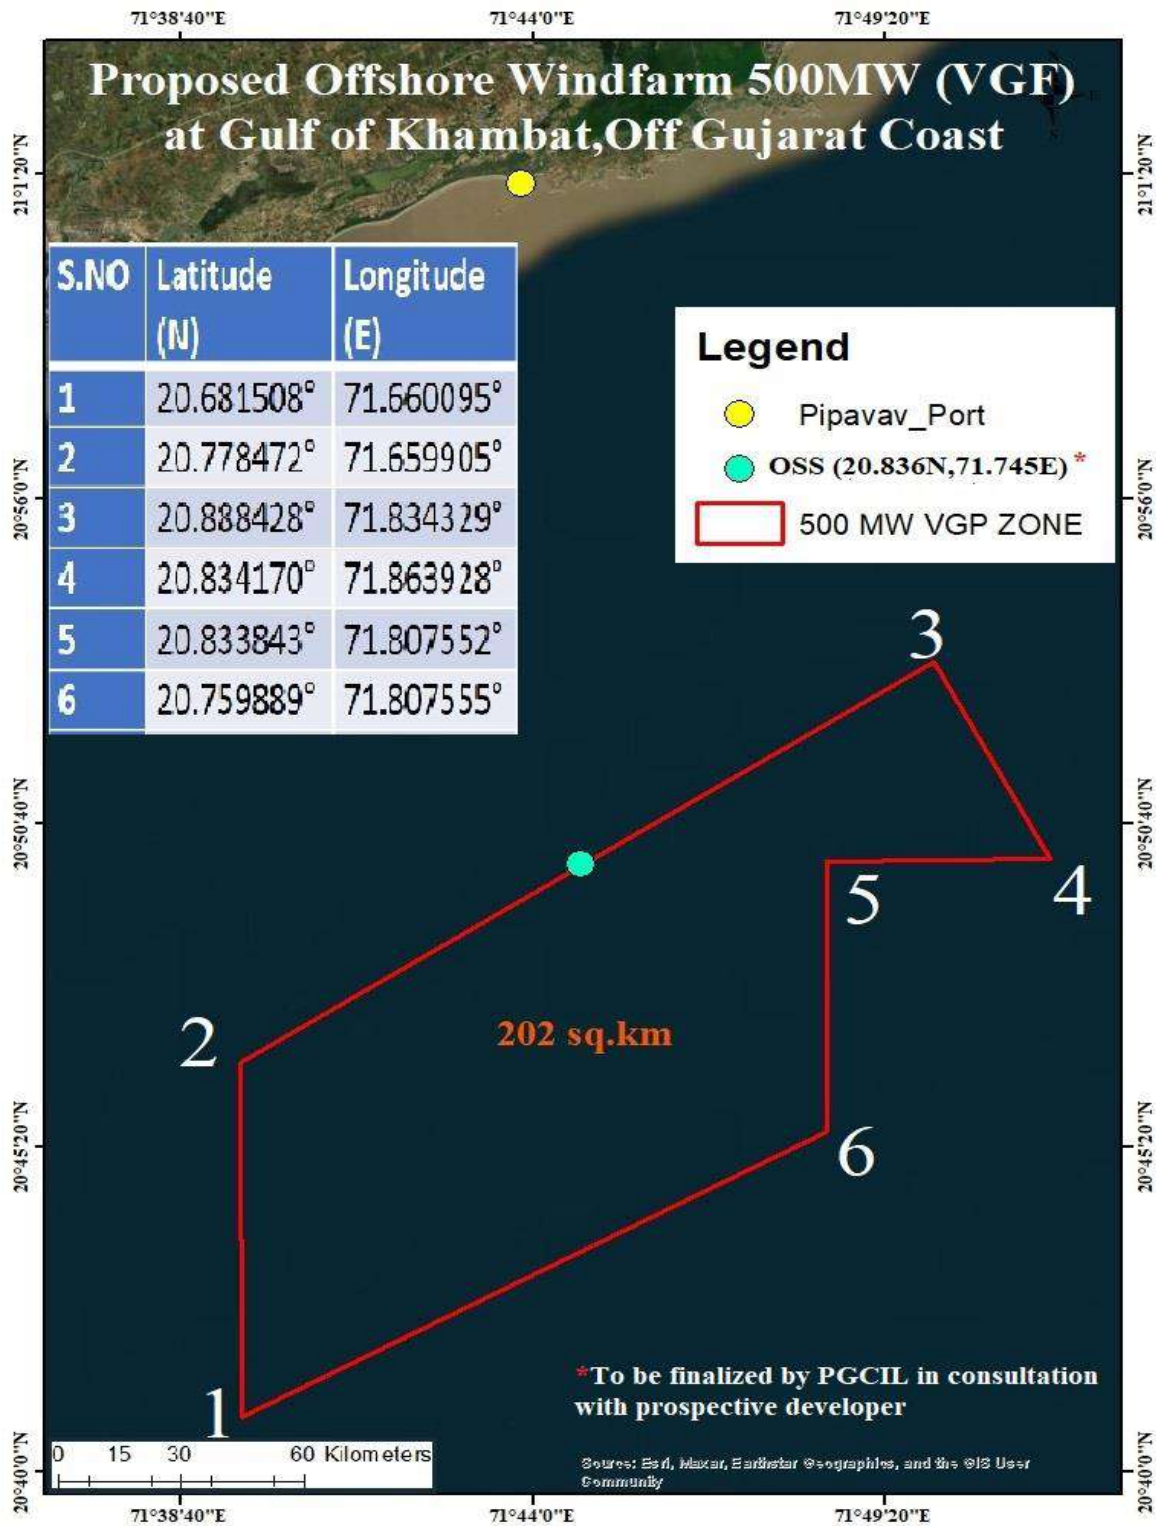 71°38'40"E 71°44'0"E 71°49'20"E
Proposed Offshore Windfarm 500MW (VGF)
at Gulf of Khambat,Off Gujarat Coast
21°1'20"N 21°1'20"N
S.NO Latitude (N) Longitude (E)
1 20.681508° 71.660095°
2 20.778472° 71.659905°
3 20.888428° 71.834329°
4 20.834170° 71.863928°
5 20.833843° 71.807552°
6 20.759889° 71.807555°
Legend
Pipavav_Port
OSS (20.836N,71.745E) *
500 MW VGP ZONE
20°56'0"N 20°56'0"N
3
20°50'40"N 20°50'40"N
5
4
2
202 sq.km
20°45'20"N 20°45'20"N
6
1
*To be finalized by PGCIL in consultation
with prospective developer
0 15 30 60 Kilometers
Source: Esri, Maxar, Earthstar Geographics, and the GIS User
Community
20°40'0"N 20°40'0"N
71°38'40"E 71°44'0"E 71°49'20"E